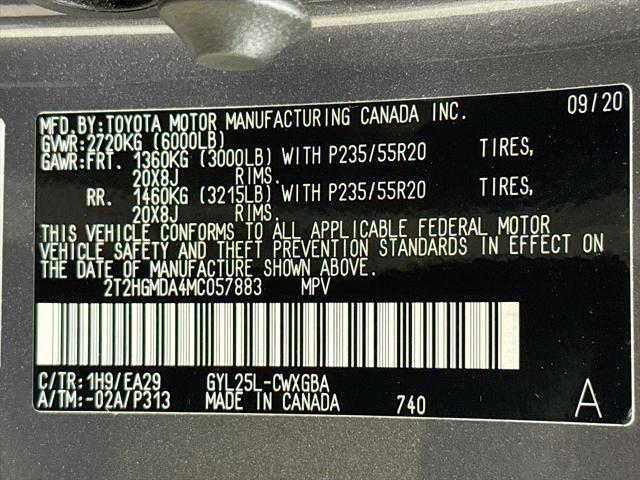 MFD.BY:TOYOTA MOTOR MANUFACTURING CANADA INC. 09/20
GVWR:2720KG (6000LB)
GAWR:FRT. 1360KG (3000LB) WITH P235/55R20 TIRES,
20X8J RIMS.
RR. 1460KG (3215LB) WITH P235/55R20 TIRES,
20X8J RIMS.
THIS VEHICLE CONFORMS TO ALL APPLICABLE FEDERAL MOTOR
VEHICLE SAFETY AND THEFT PREVENTION STANDARDS IN EFFECT ON
THE DATE OF MANUFACTURE SHOWN ABOVE.
2T2HGMDA4MC057883 MPV
C/TR:1H9/EA29 GYL25L-CWXGBA
A/TM:-02A/P313 MADE IN CANADA 740 A